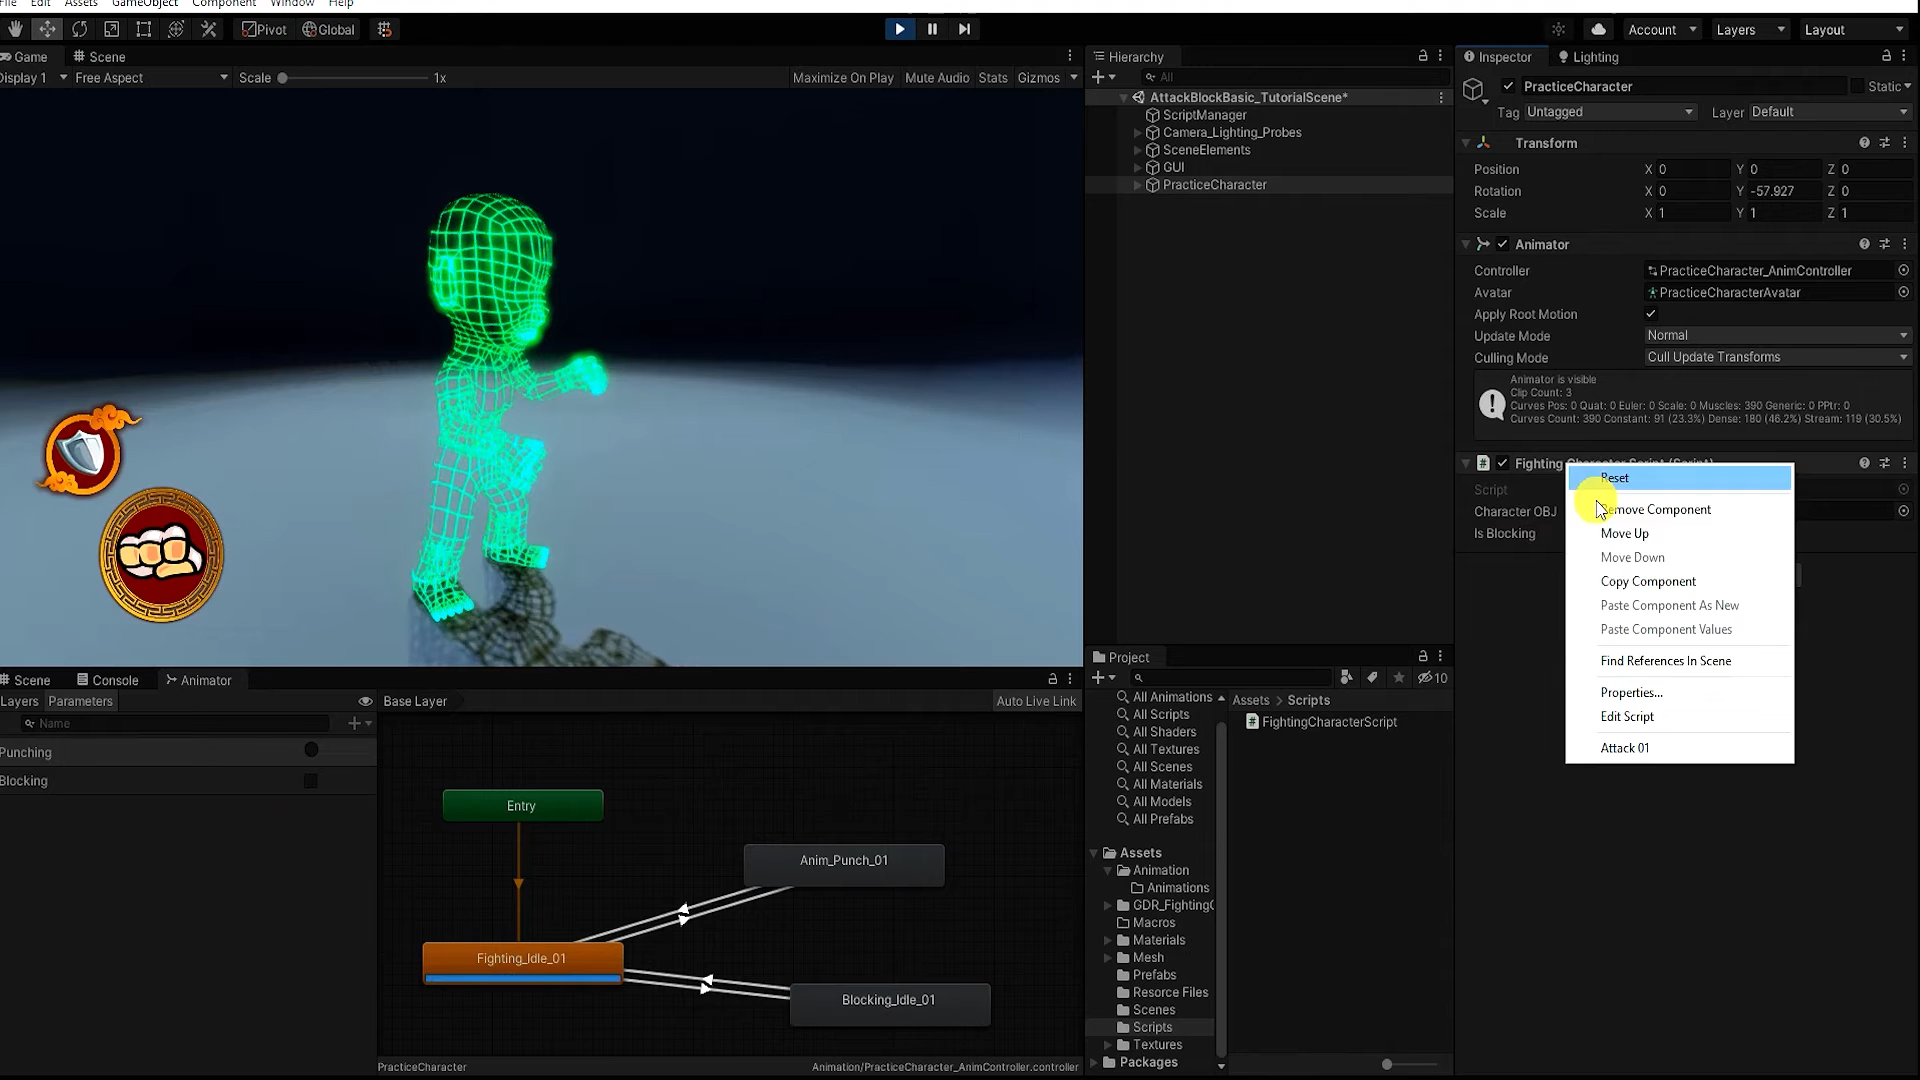 File Edit Assets GameObject Component Window Help
Pivot Global
Account Layers Layout
Game Scene
Display 1 Free Aspect Scale 1x Maximize On Play Mute Audio Stats Gizmos
Hierarchy
All
AttackBlockBasic_TutorialScene*
ScriptManager
Camera_Lighting_Probes
SceneElements
GUI
PracticeCharacter
Inspector Lighting
PracticeCharacter Static
Tag Untagged Layer Default
Transform
Position X 0 Y 0 Z 0
Rotation X 0 Y -57.927 Z 0
Scale X 1 Y 1 Z 1
Animator
Controller PracticeCharacter_AnimController
Avatar PracticeCharacterAvatar
Apply Root Motion
Update Mode Normal
Culling Mode Cull Update Transforms
Animator is visible
Clip Count: 3
Curves Pos: 0 Quat: 0 Euler: 0 Scale: 0 Muscles: 390 Generic: 0 PPtr: 0
Curves Count: 390 Constant: 91 (23.3%) Dense: 180 (46.2%) Stream: 119 (30.5%)
Fighting Character Script (Script)
Script
Character OBJ
Is Blocking
Reset
Remove Component
Move Up
Move Down
Copy Component
Paste Component As New
Paste Component Values
Find References In Scene
Properties...
Edit Script
Attack 01
Scene Console Animator
Layers Parameters Base Layer Auto Live Link
Name
Punching
Blocking
Entry
Anim_Punch_01
Fighting_Idle_01
Blocking_Idle_01
PracticeCharacter Animation/PracticeCharacter_AnimController.controller
Project
10
All Animations
All Scripts
All Shaders
All Textures
All Scenes
All Materials
All Models
All Prefabs
Assets
Animation
Animations
GDR_Fighting
Macros
Materials
Mesh
Prefabs
Resorce Files
Scenes
Scripts
Textures
Packages
Assets > Scripts
FightingCharacterScript